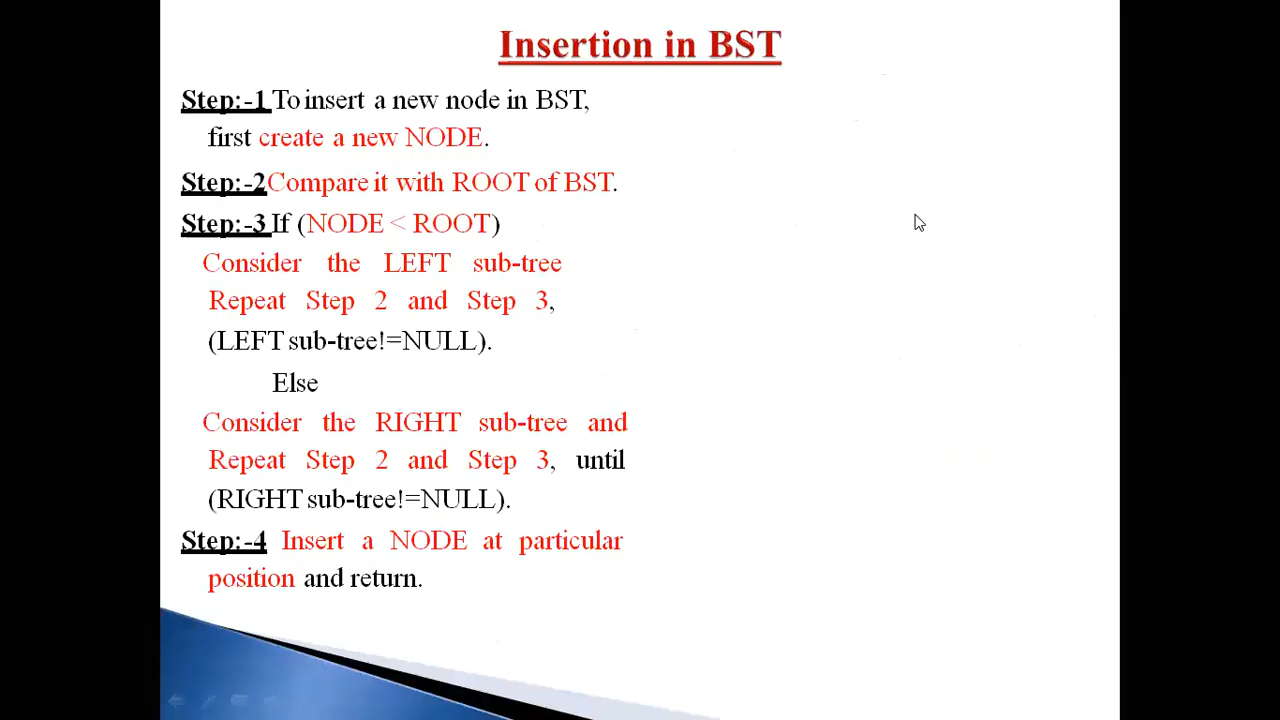 Insertion in BST
Step:-1 To insert a new node in BST,
first create a new NODE.
Step:-2 Compare it with ROOT of BST.
Step:-3 If (NODE < ROOT)
Consider the LEFT sub-tree
Repeat Step 2 and Step 3,
(LEFT sub-tree!=NULL).
Else
Consider the RIGHT sub-tree and
Repeat Step 2 and Step 3, until
(RIGHT sub-tree!=NULL).
Step:-4 Insert a NODE at particular
position and return.